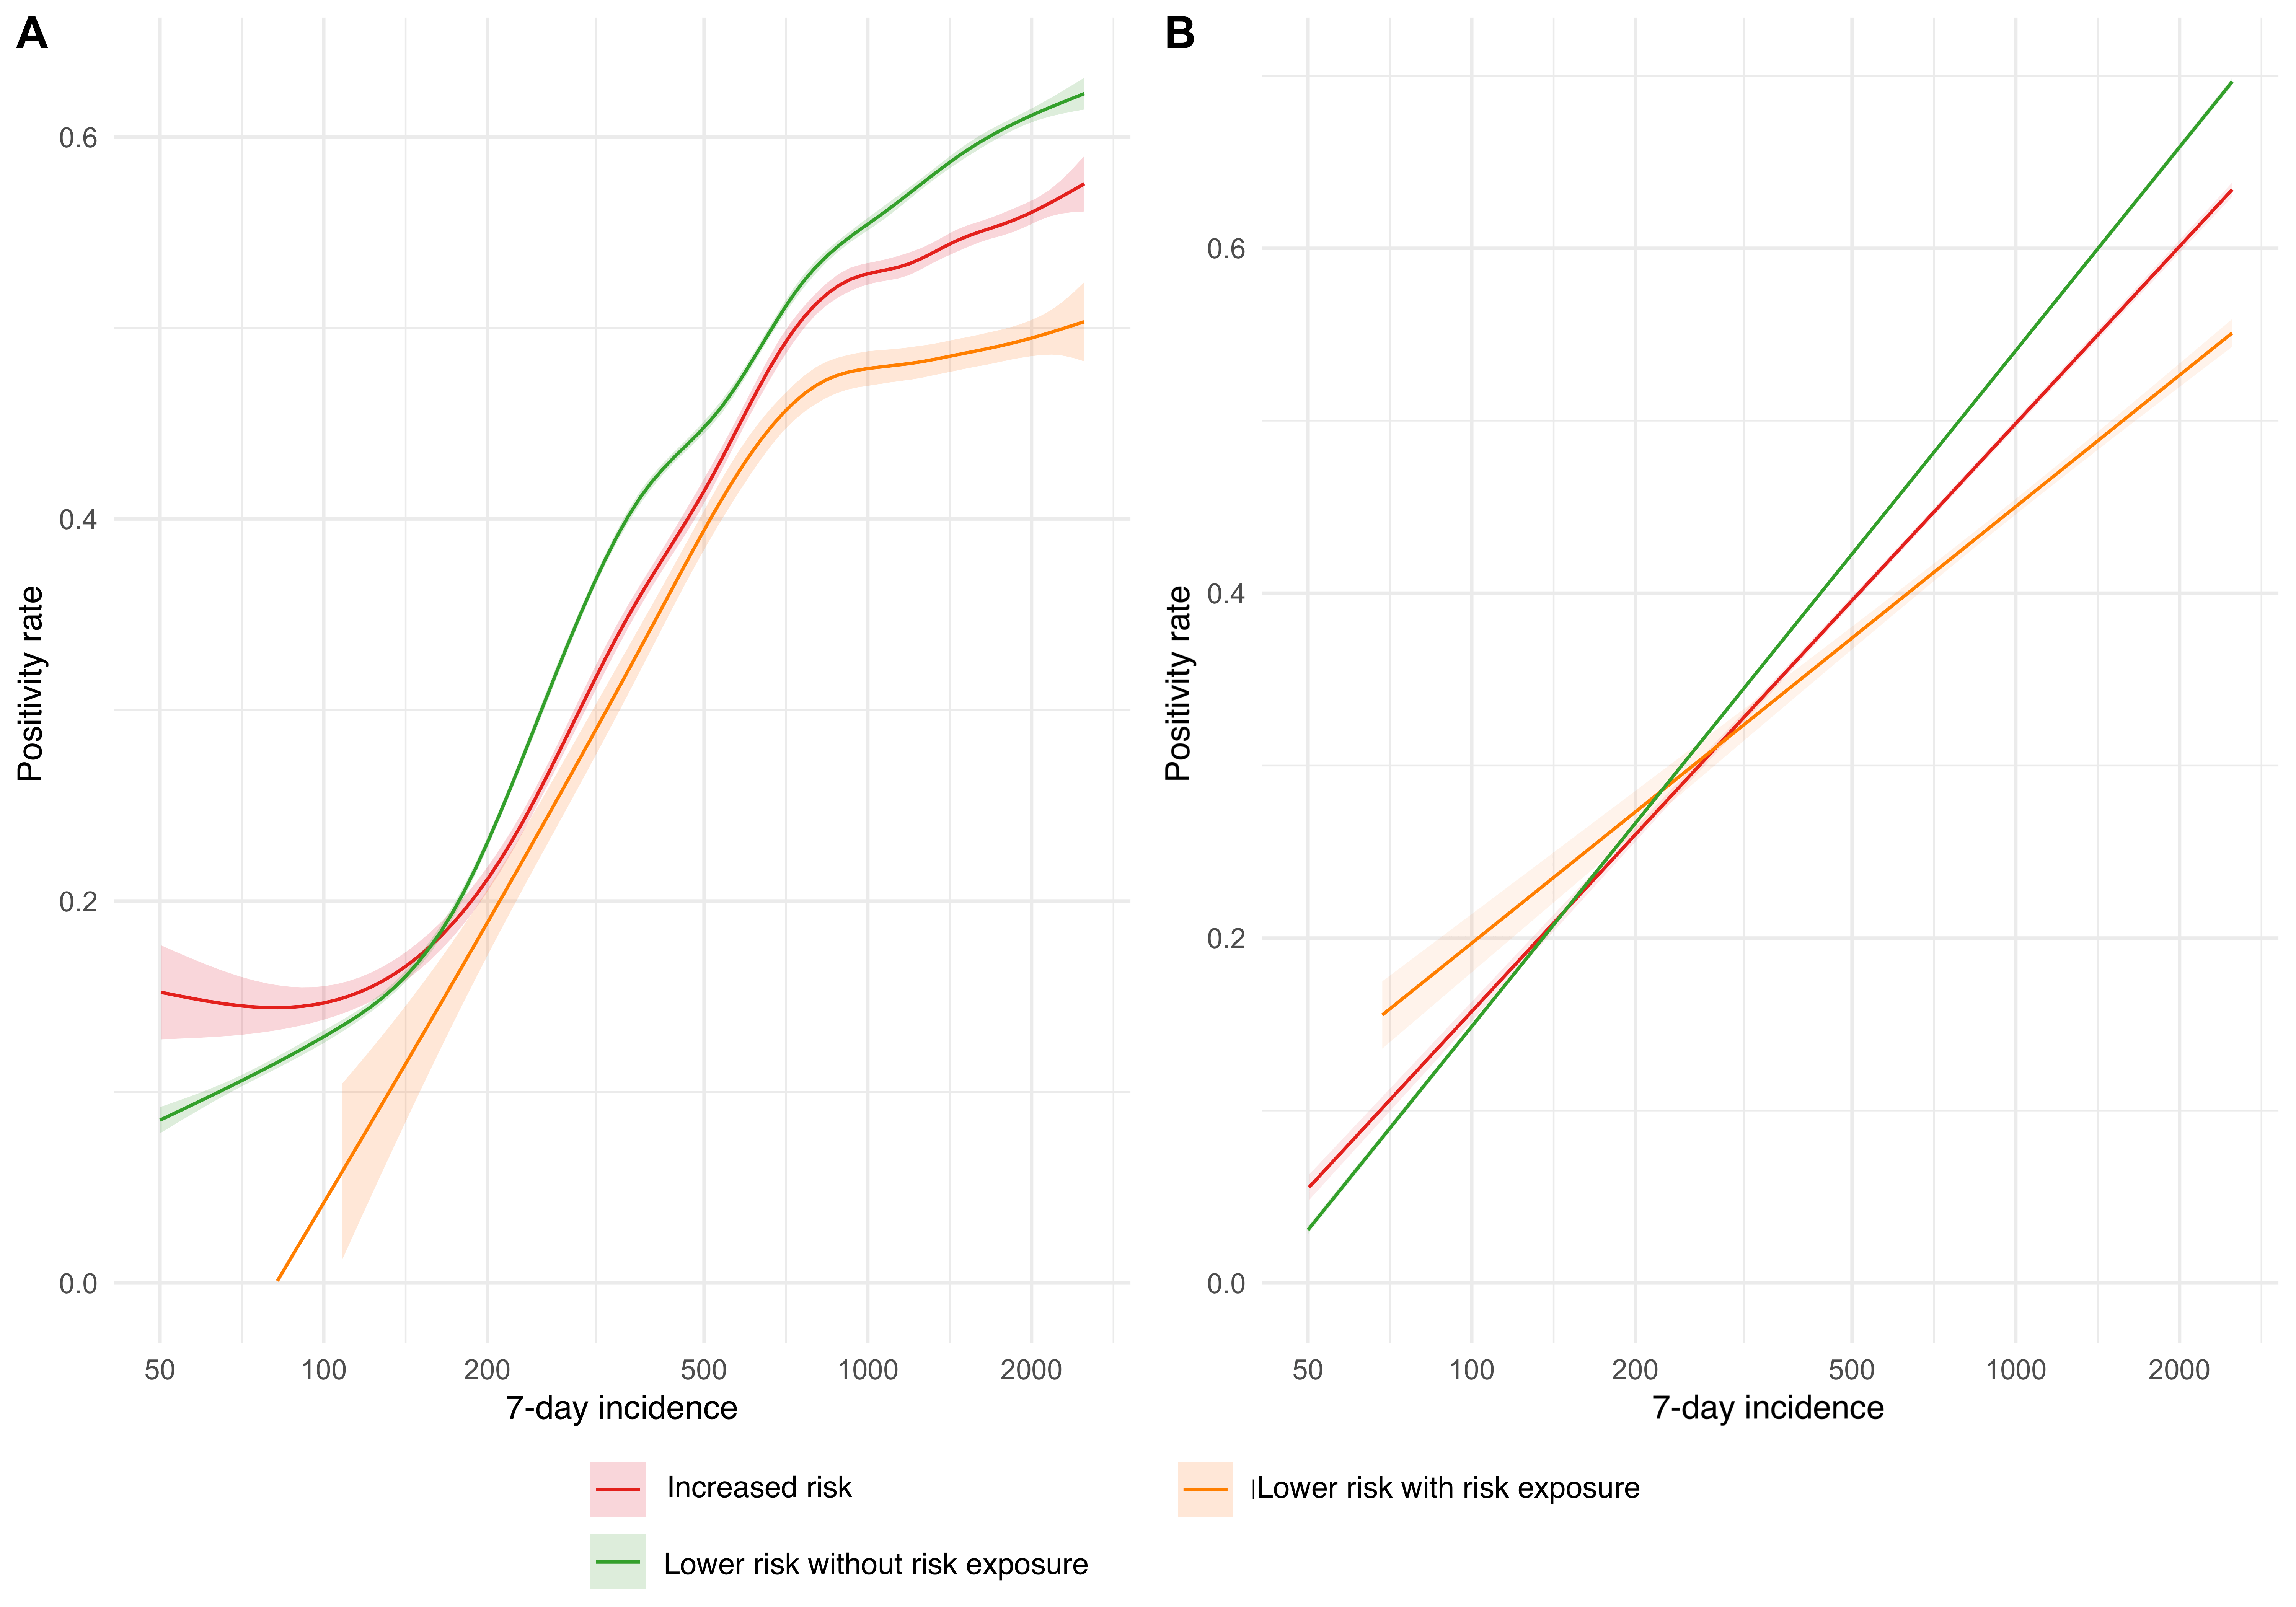 A
B
Positivity rate
0.6
0.4
0.2
0.0
50 100 200 500 1000 2000
7-day incidence
Positivity rate
0.6
0.4
0.2
0.0
50 100 200 500 1000 2000
7-day incidence
Increased risk
Lower risk with risk exposure
Lower risk without risk exposure